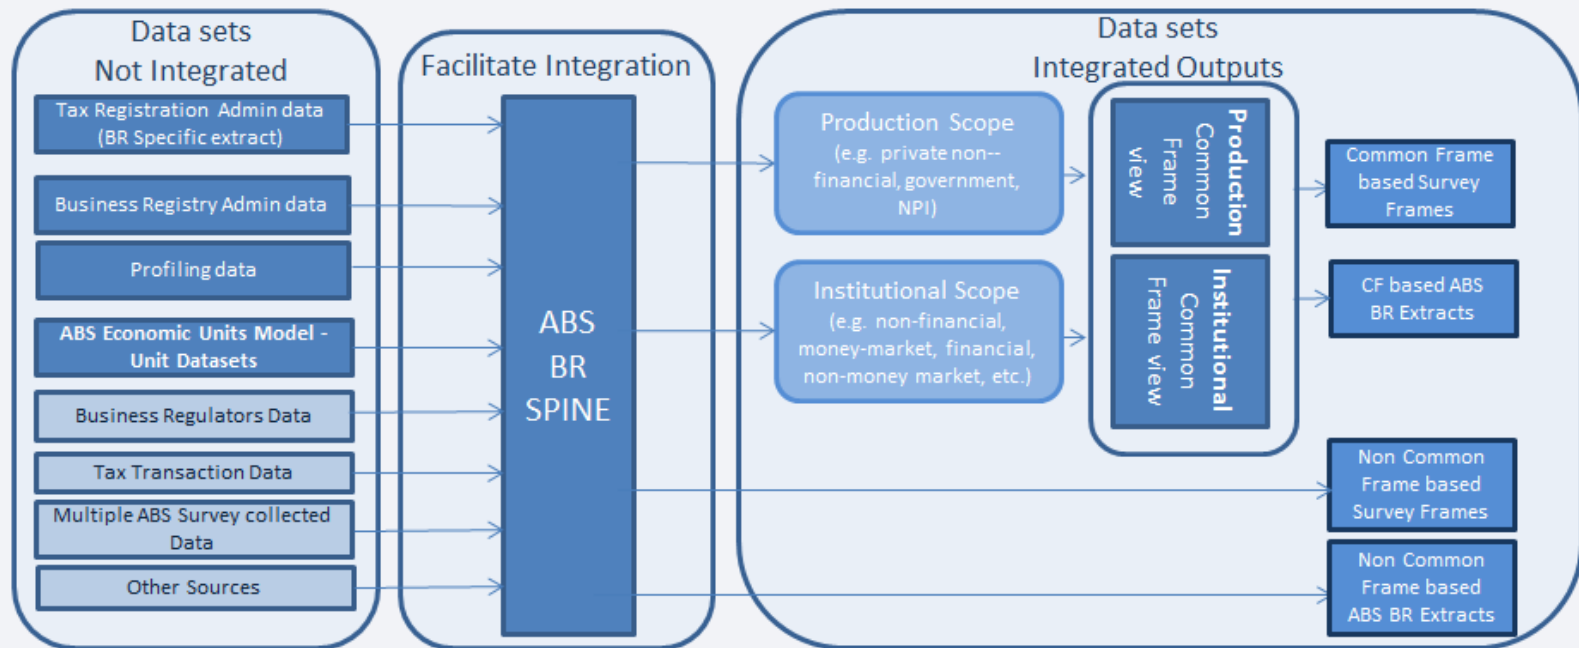 Data sets
Not Integrated
Tax Registration Admin data
(BR Specific extract)
Business Registry Admin data
Profiling data
ABS Economic Units Model -
Unit Datasets
Business Regulators Data
Tax Transaction Data
Multiple ABS Survey collected
Data
Other Sources
Facilitate Integration
ABS
BR
SPINE
Data sets
Integrated Outputs
Production Scope
(e.g. private non--
financial, government,
NPI)
Institutional Scope
(e.g. non-financial,
money-market, financial,
non-money market, etc.)
Production
Common
Frame
view
Institutional
Common
Frame view
Common Frame
based Survey
Frames
CF based ABS
BR Extracts
Non Common
Frame based
Survey Frames
Non Common
Frame based
ABS BR Extracts